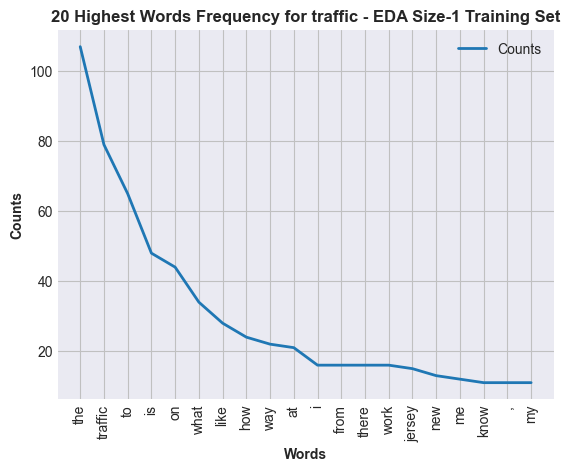 20 Highest Words Frequency for traffic - EDA Size-1 Training Set
Counts
Counts
100
80
60
40
20
the
traffic
to
is
on
what
like
how
way
at
i
from
there
work
jersey
new
me
know
,
my
Words